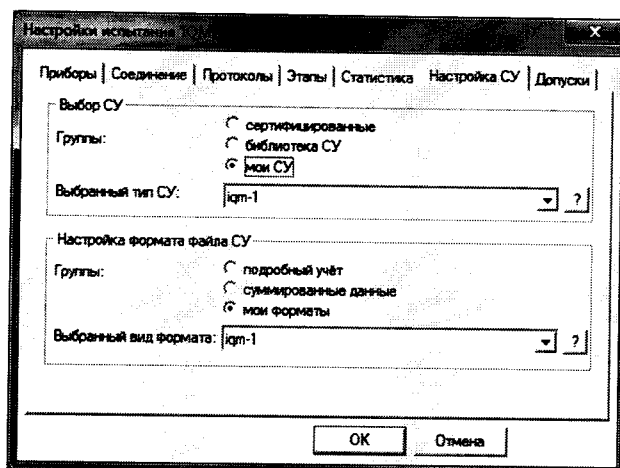 Настройки испытания
Приборы Соединение Протоколы Этапы Статистика Настройка СУ Допуски
Выбор СУ
Группы:
сертифицированные
библиотека СУ
мои СУ
Выбранный тип СУ: iqm-1 ?
Настройка формата файла СУ
Группы:
подробный учёт
суммированные данные
мои форматы
Выбранный вид формата: iqm-1 ?
OK Отмена